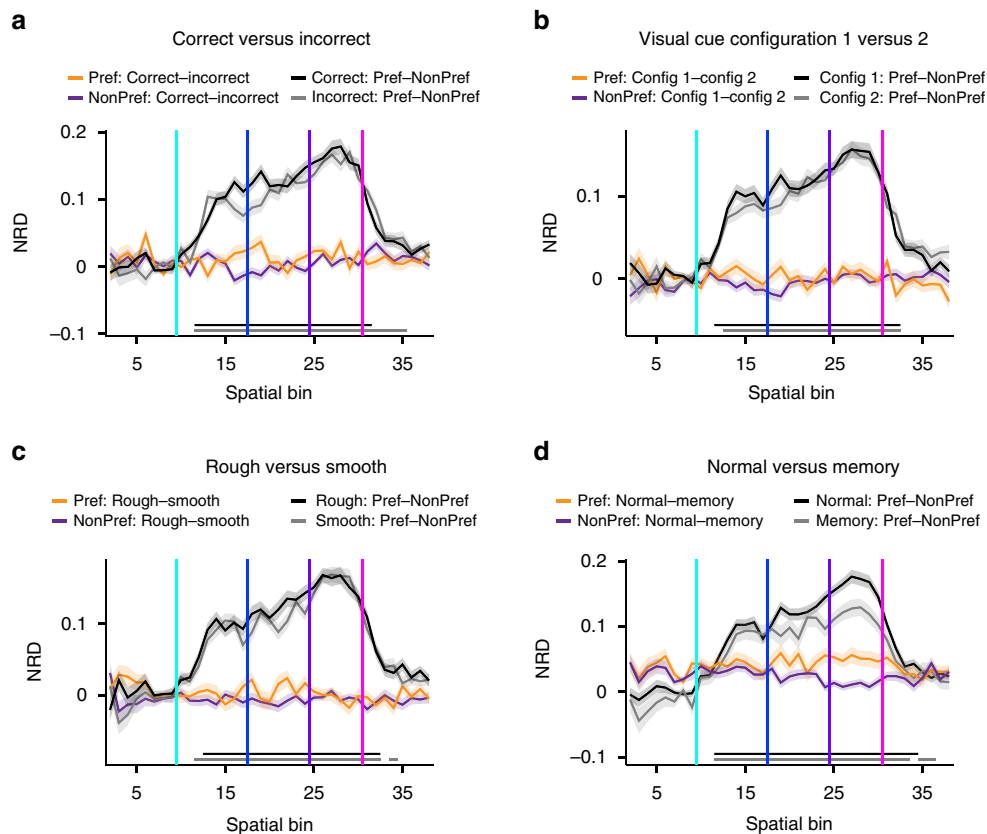 a
Correct versus incorrect
Pref: Correct–incorrect
NonPref: Correct–incorrect
Correct: Pref–NonPref
Incorrect: Pref–NonPref
0.2
0.1
0
–0.1
NRD
5
15
25
35
Spatial bin
b
Visual cue configuration 1 versus 2
Pref: Config 1–config 2
NonPref: Config 1–config 2
Config 1: Pref–NonPref
Config 2: Pref–NonPref
0.1
0
NRD
5
15
25
35
Spatial bin
c
Rough versus smooth
Pref: Rough–smooth
NonPref: Rough–smooth
Rough: Pref–NonPref
Smooth: Pref–NonPref
0.1
0
NRD
5
15
25
35
Spatial bin
d
Normal versus memory
Pref: Normal–memory
NonPref: Normal–memory
Normal: Pref–NonPref
Memory: Pref–NonPref
0.2
0.1
0
–0.1
NRD
5
15
25
35
Spatial bin